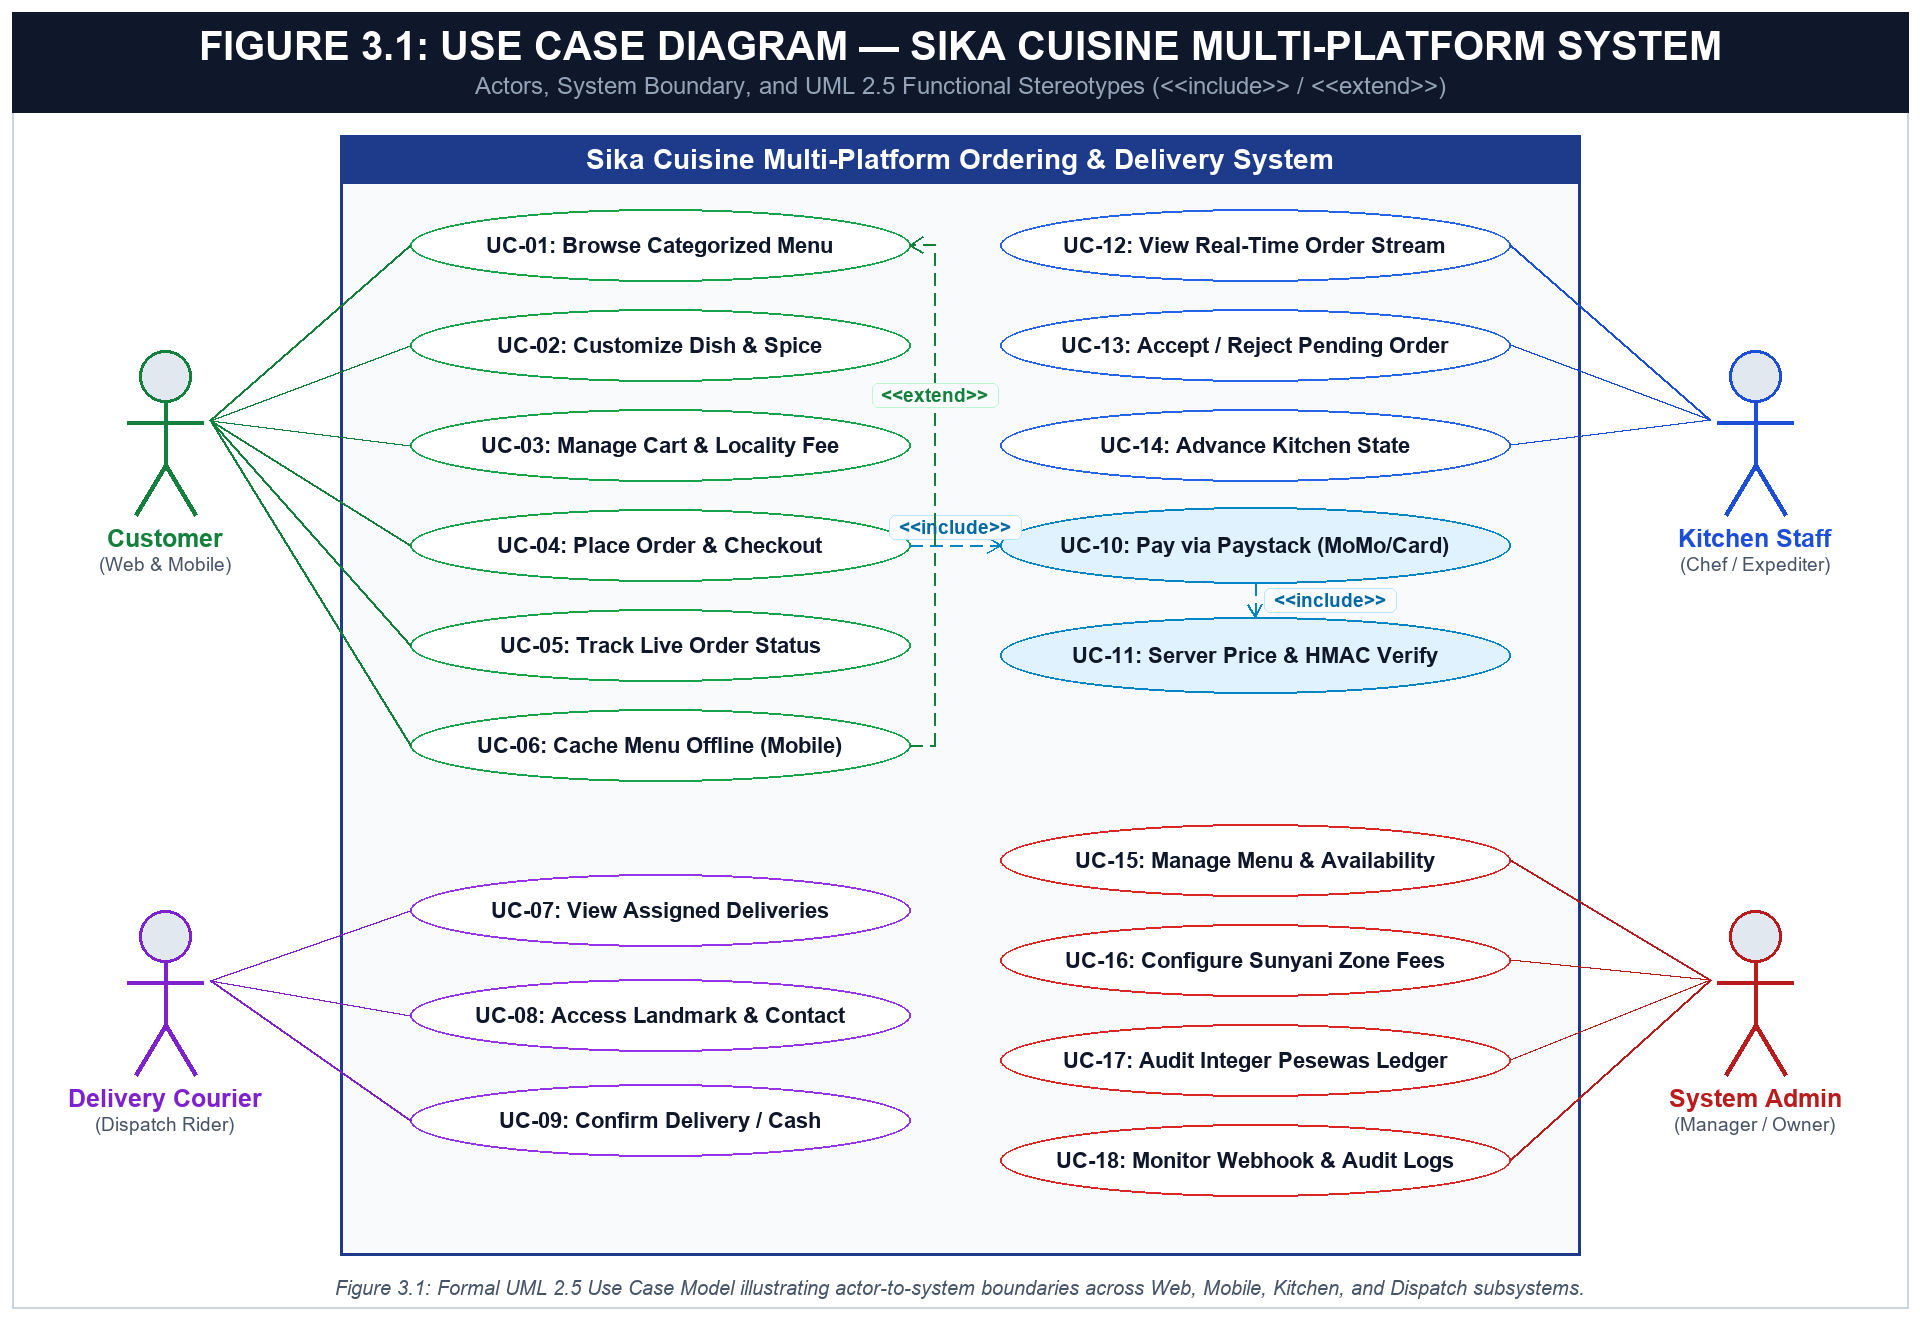 FIGURE 3.1: USE CASE DIAGRAM — SIKA CUISINE MULTI-PLATFORM SYSTEM
Actors, System Boundary, and UML 2.5 Functional Stereotypes (<<include>> / <<extend>>)
Sika Cuisine Multi-Platform Ordering & Delivery System
UC-01: Browse Categorized Menu
UC-02: Customize Dish & Spice
<<extend>>
UC-03: Manage Cart & Locality Fee
UC-04: Place Order & Checkout
<<include>>
UC-05: Track Live Order Status
UC-06: Cache Menu Offline (Mobile)
UC-12: View Real-Time Order Stream
UC-13: Accept / Reject Pending Order
UC-14: Advance Kitchen State
UC-10: Pay via Paystack (MoMo/Card)
<<include>>
UC-11: Server Price & HMAC Verify
Customer
(Web & Mobile)
Kitchen Staff
(Chef / Expediter)
UC-07: View Assigned Deliveries
UC-08: Access Landmark & Contact
UC-09: Confirm Delivery / Cash
UC-15: Manage Menu & Availability
UC-16: Configure Sunyani Zone Fees
UC-17: Audit Integer Pesewas Ledger
UC-18: Monitor Webhook & Audit Logs
Delivery Courier
(Dispatch Rider)
System Admin
(Manager / Owner)
Figure 3.1: Formal UML 2.5 Use Case Model illustrating actor-to-system boundaries across Web, Mobile, Kitchen, and Dispatch subsystems.